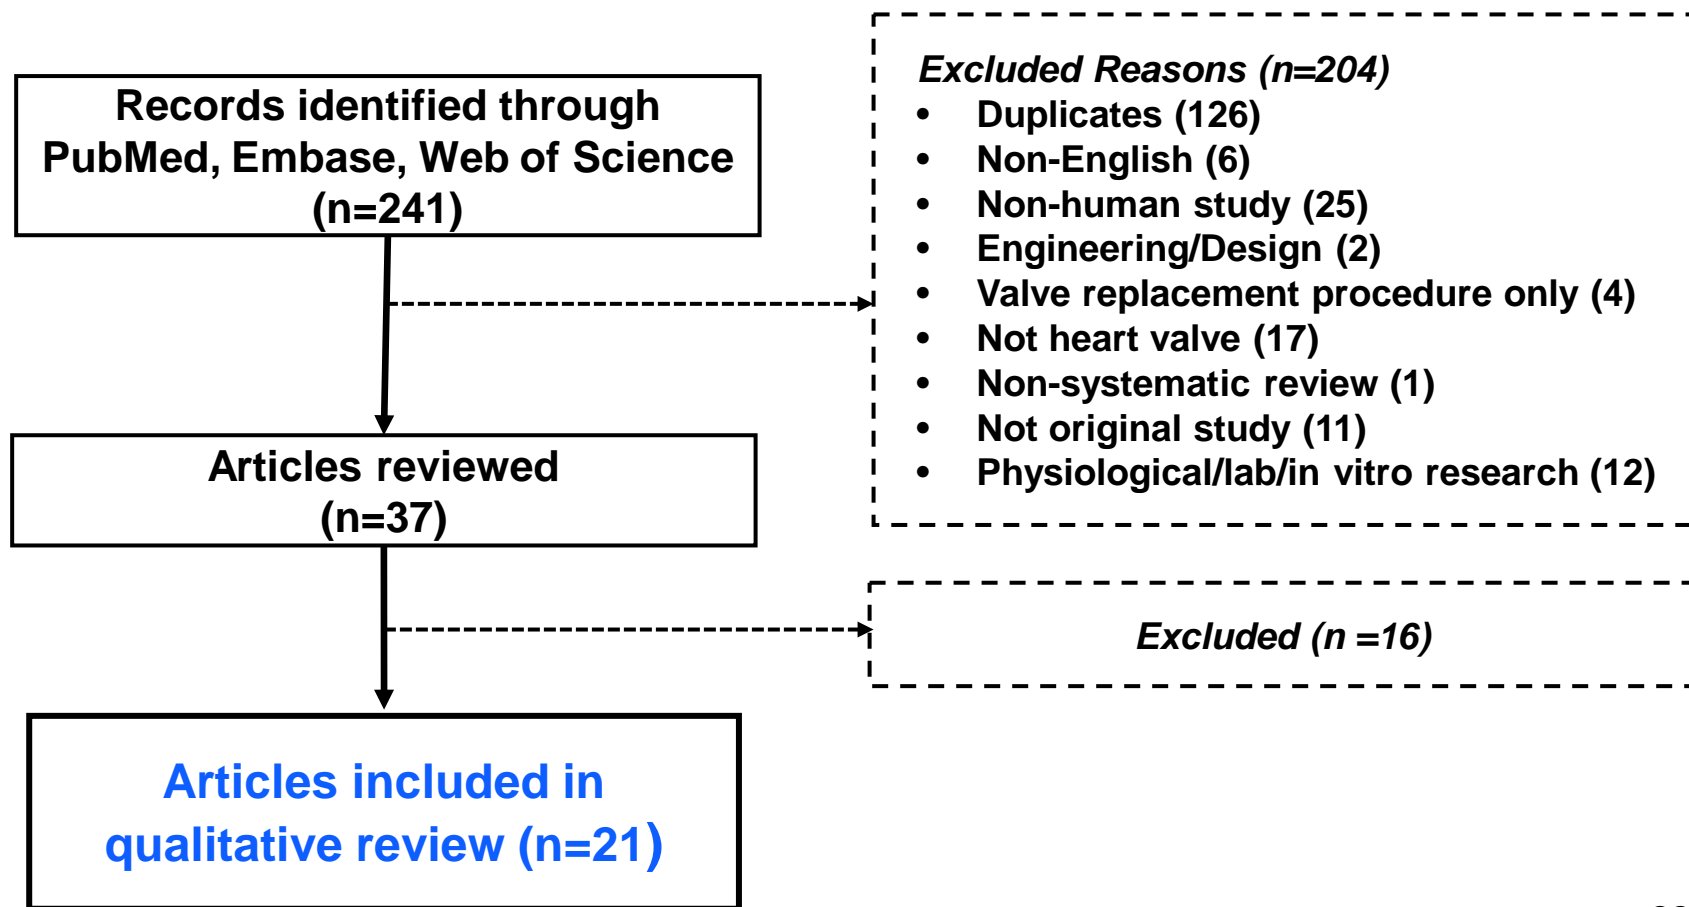 Records identified through
PubMed, Embase, Web of Science
(n=241)
Excluded Reasons (n=204)
• Duplicates (126)
• Non-English (6)
• Non-human study (25)
• Engineering/Design (2)
• Valve replacement procedure only (4)
• Not heart valve (17)
• Non-systematic review (1)
• Not original study (11)
• Physiological/lab/in vitro research (12)
Articles reviewed
(n=37)
Excluded (n =16)
Articles included in
qualitative review (n=21)